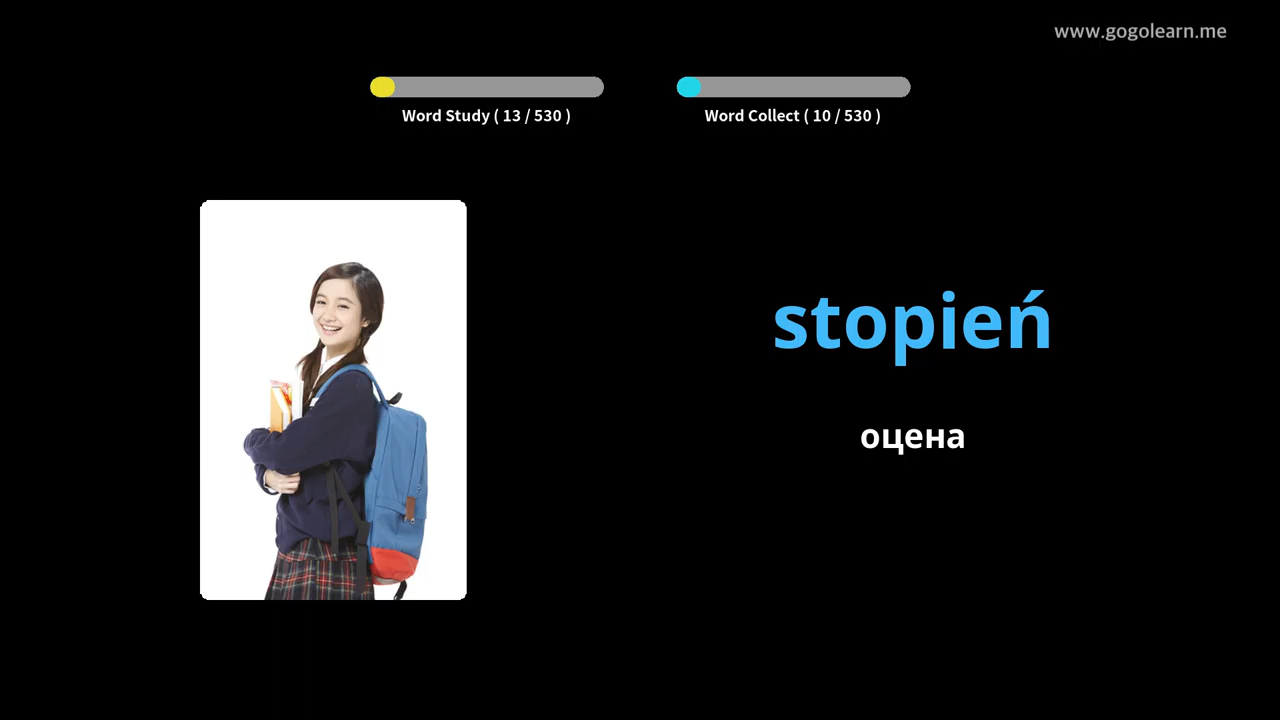 www.gogolearn.me
Word Study ( 13 / 530 )
Word Collect ( 10 / 530 )
stopień
оцена